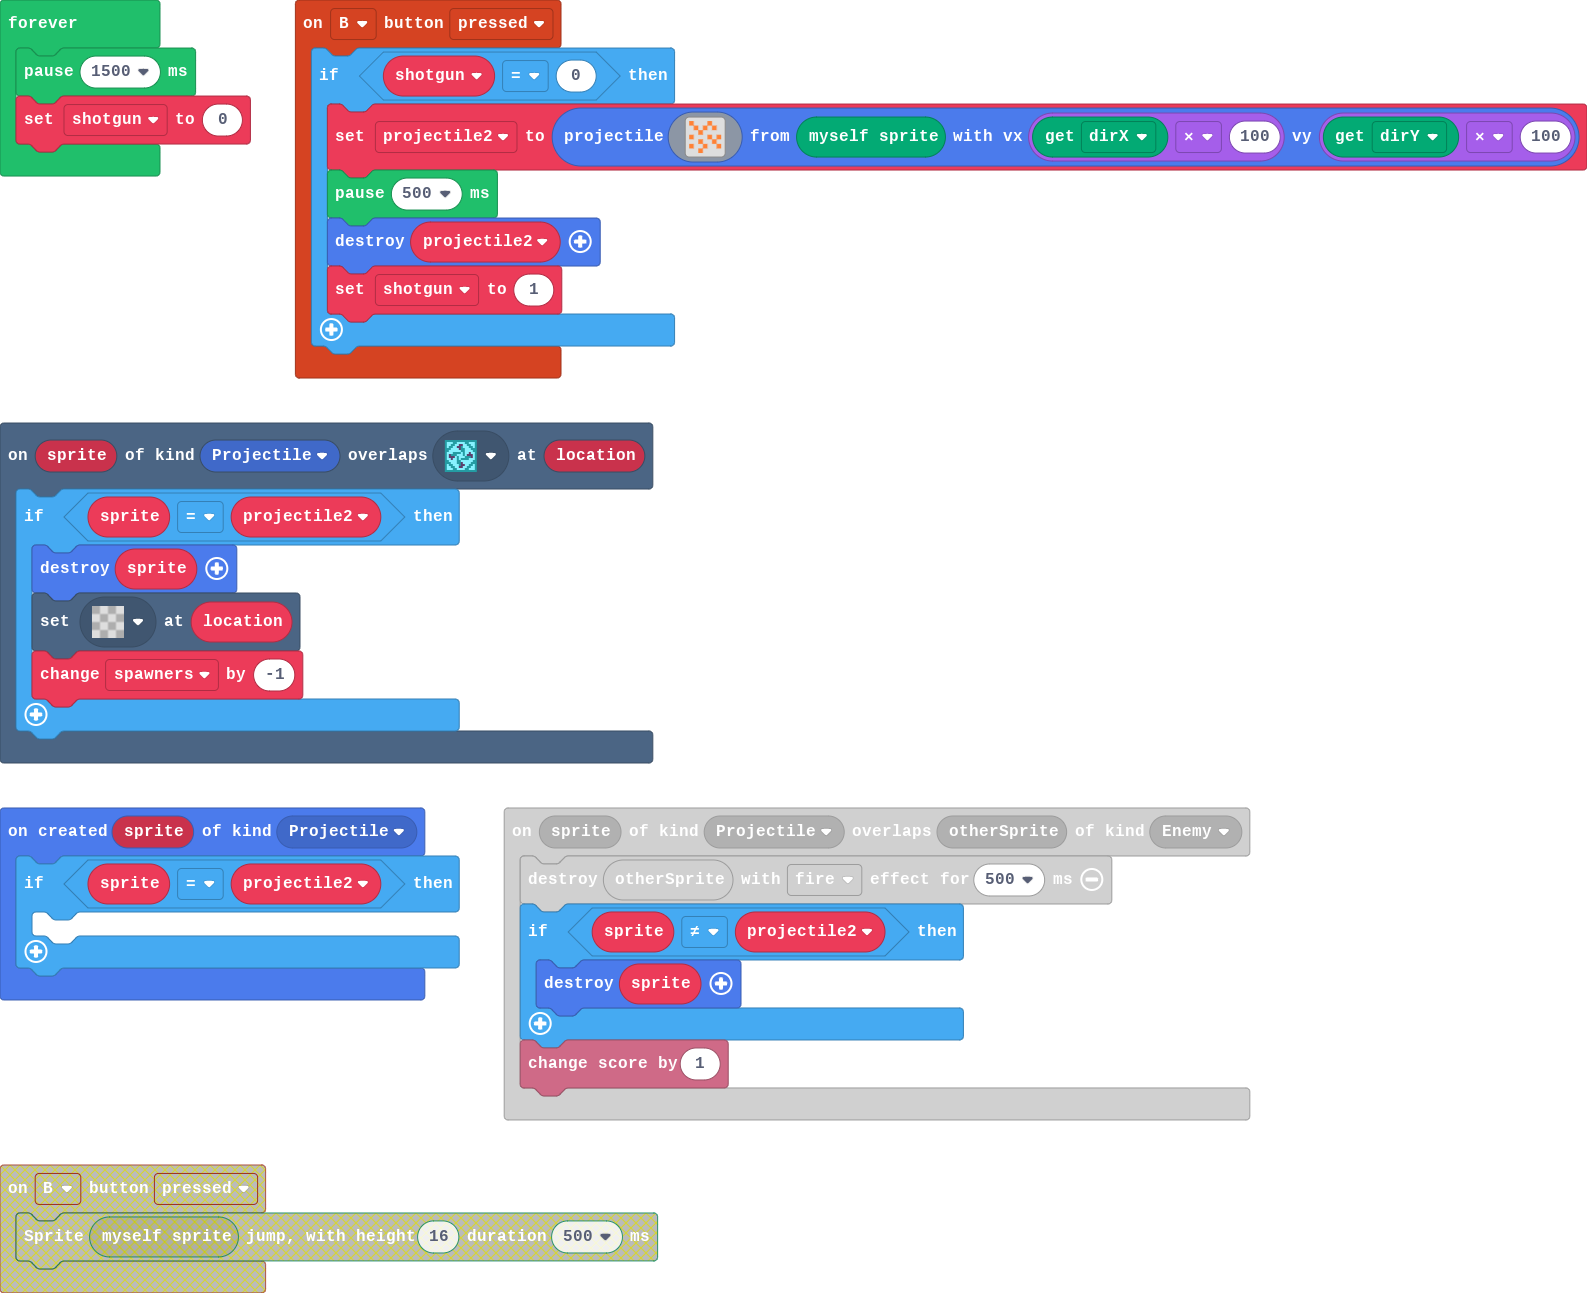 forever
pause 1500 ms
set shotgun to 0
on B button pressed
if shotgun = 0 then
set projectile2 to projectile from myself sprite with vx get dirX × 100 vy get dirY × 100
pause 500 ms
destroy projectile2
set shotgun to 1
on sprite of kind Projectile overlaps at location
if sprite = projectile2 then
destroy sprite
set at location
change spawners by -1
on created sprite of kind Projectile
if sprite = projectile2 then
on sprite of kind Projectile overlaps otherSprite of kind Enemy
destroy otherSprite with fire effect for 500 ms
if sprite ≠ projectile2 then
destroy sprite
change score by 1
on B button pressed
Sprite myself sprite jump, with height 16 duration 500 ms